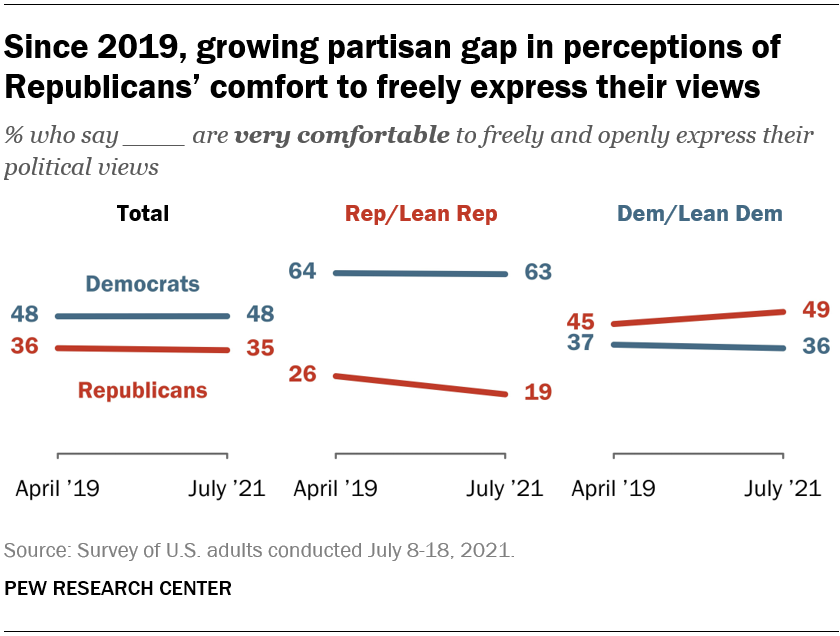 Since 2019, growing partisan gap in perceptions of
Republicans’ comfort to freely express their views
% who say ____ are very comfortable to freely and openly express their
political views
Total
Rep/Lean Rep
Dem/Lean Dem
Democrats
48 48
36 35
Republicans
64 63
26 19
45 49
37 36
April ’19 July ’21 April ’19 July ’21 April ’19 July ’21
Source: Survey of U.S. adults conducted July 8-18, 2021.
PEW RESEARCH CENTER